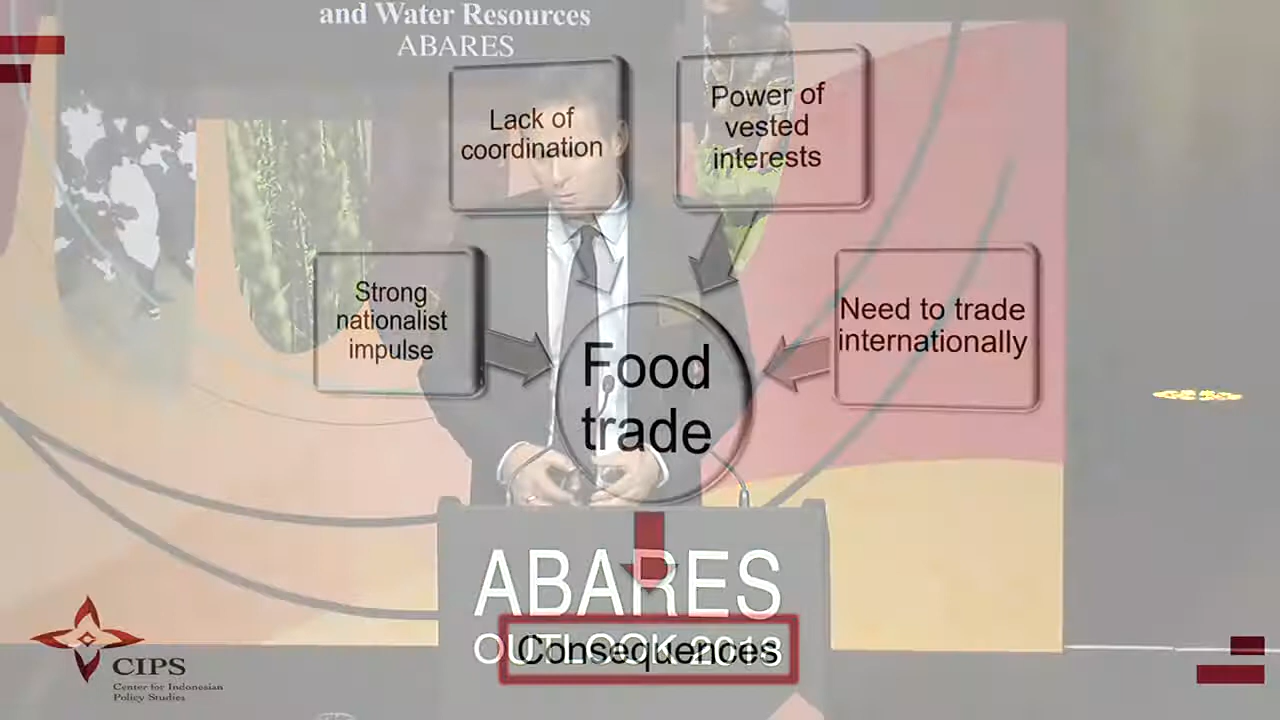 and Water Resources
ABARES
Lack of
coordination
Power of
vested
interests
Strong
nationalist
impulse
Need to trade
internationally
Food
trade
ABARES
OUTLOOK 2018
Consequences
CIPS
Center for Indonesian
Policy Studies